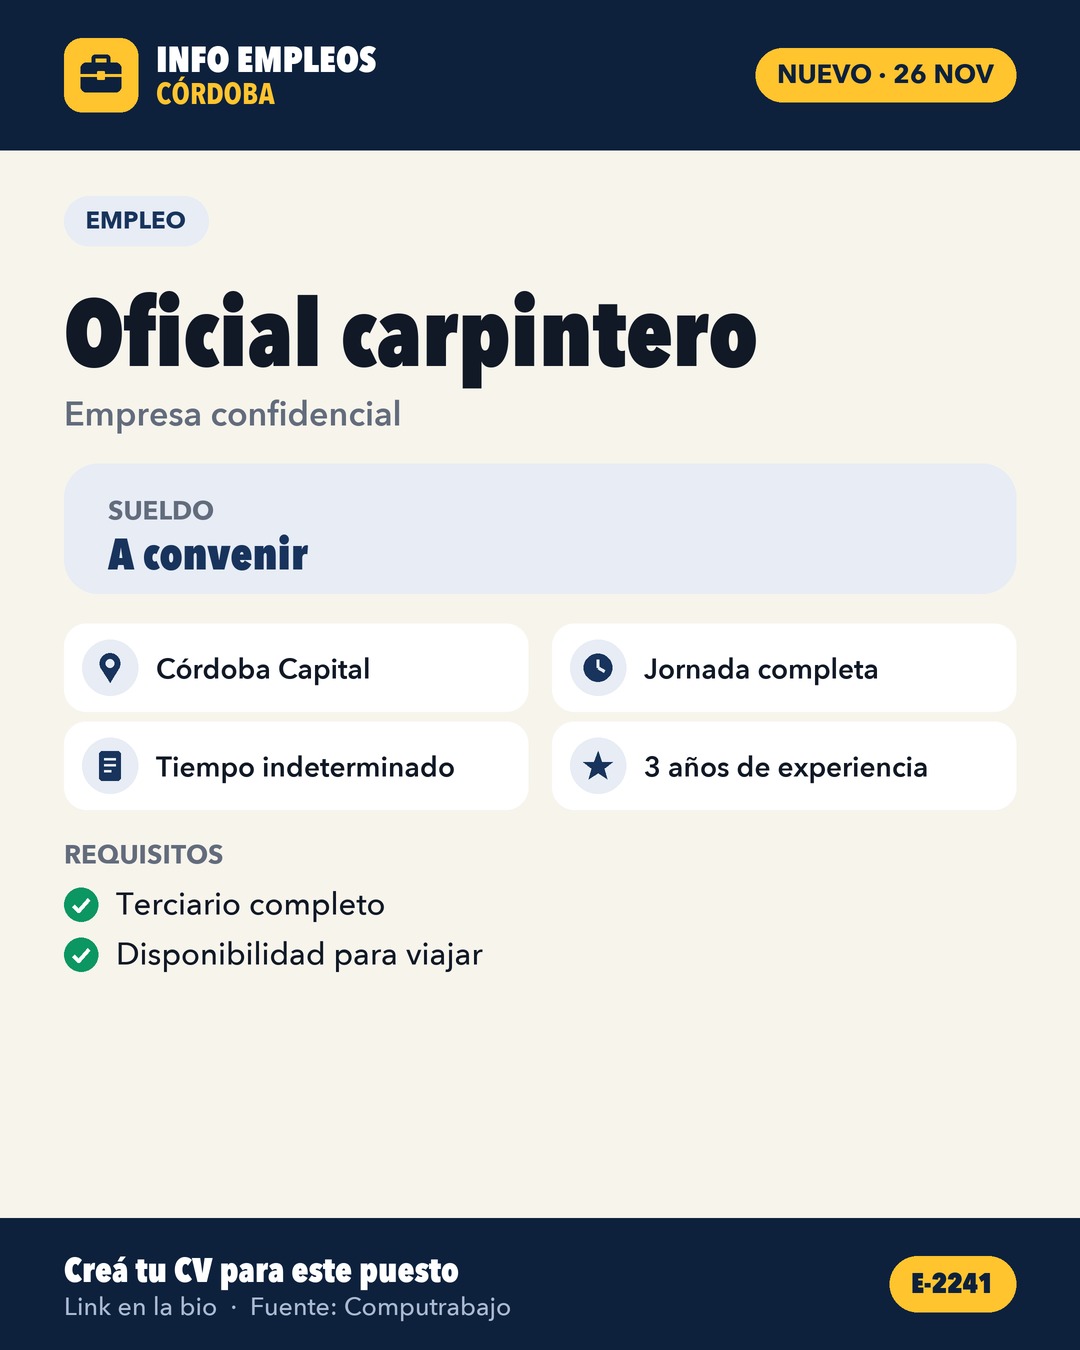 INFO EMPLEOS
CÓRDOBA
NUEVO · 26 NOV
EMPLEO
Oficial carpintero
Empresa confidencial
SUELDO
A convenir
Córdoba Capital
Jornada completa
Tiempo indeterminado
3 años de experiencia
REQUISITOS
Terciario completo
Disponibilidad para viajar
Creá tu CV para este puesto
Link en la bio · Fuente: Computrabajo
E-2241